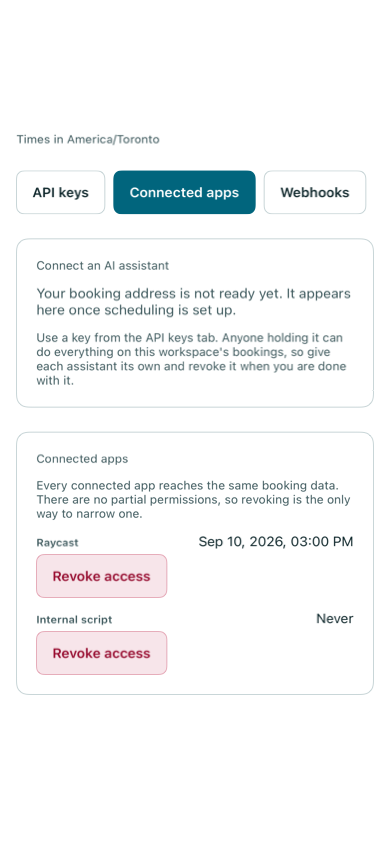 Times in America/Toronto
API keys
Connected apps
Webhooks
Connect an AI assistant
Your booking address is not ready yet. It appears
here once scheduling is set up.
Use a key from the API keys tab. Anyone holding it can
do everything on this workspace's bookings, so give
each assistant its own and revoke it when you are done
with it.
Connected apps
Every connected app reaches the same booking data.
There are no partial permissions, so revoking is the only
way to narrow one.
Raycast
Sep 10, 2026, 03:00 PM
Revoke access
Internal script
Never
Revoke access